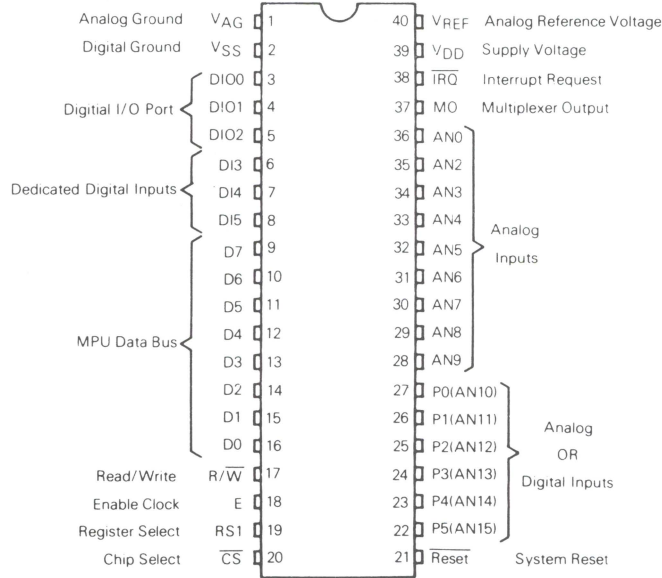 Analog Ground VAG 1 40 VREF Analog Reference Voltage
Digital Ground VSS 2 39 VDD Supply Voltage
DIO0 3 38 IRQ Interrupt Request
Digitial I/O Port DIO1 4 37 MO Multiplexer Output
DIO2 5 36 AN0
DI3 6 35 AN2
Dedicated Digital Inputs DI4 7 34 AN3
DI5 8 33 AN4
Analog
D7 9 32 AN5
Inputs
D6 10 31 AN6
D5 11 30 AN7
MPU Data Bus D4 12 29 AN8
D3 13 28 AN9
D2 14 27 P0(AN10)
D1 15 26 P1(AN11)
Analog
D0 16 25 P2(AN12)
OR
Read/Write R/W 17 24 P3(AN13)
Digital Inputs
Enable Clock E 18 23 P4(AN14)
Register Select RS1 19 22 P5(AN15)
Chip Select CS 20 21 Reset System Reset